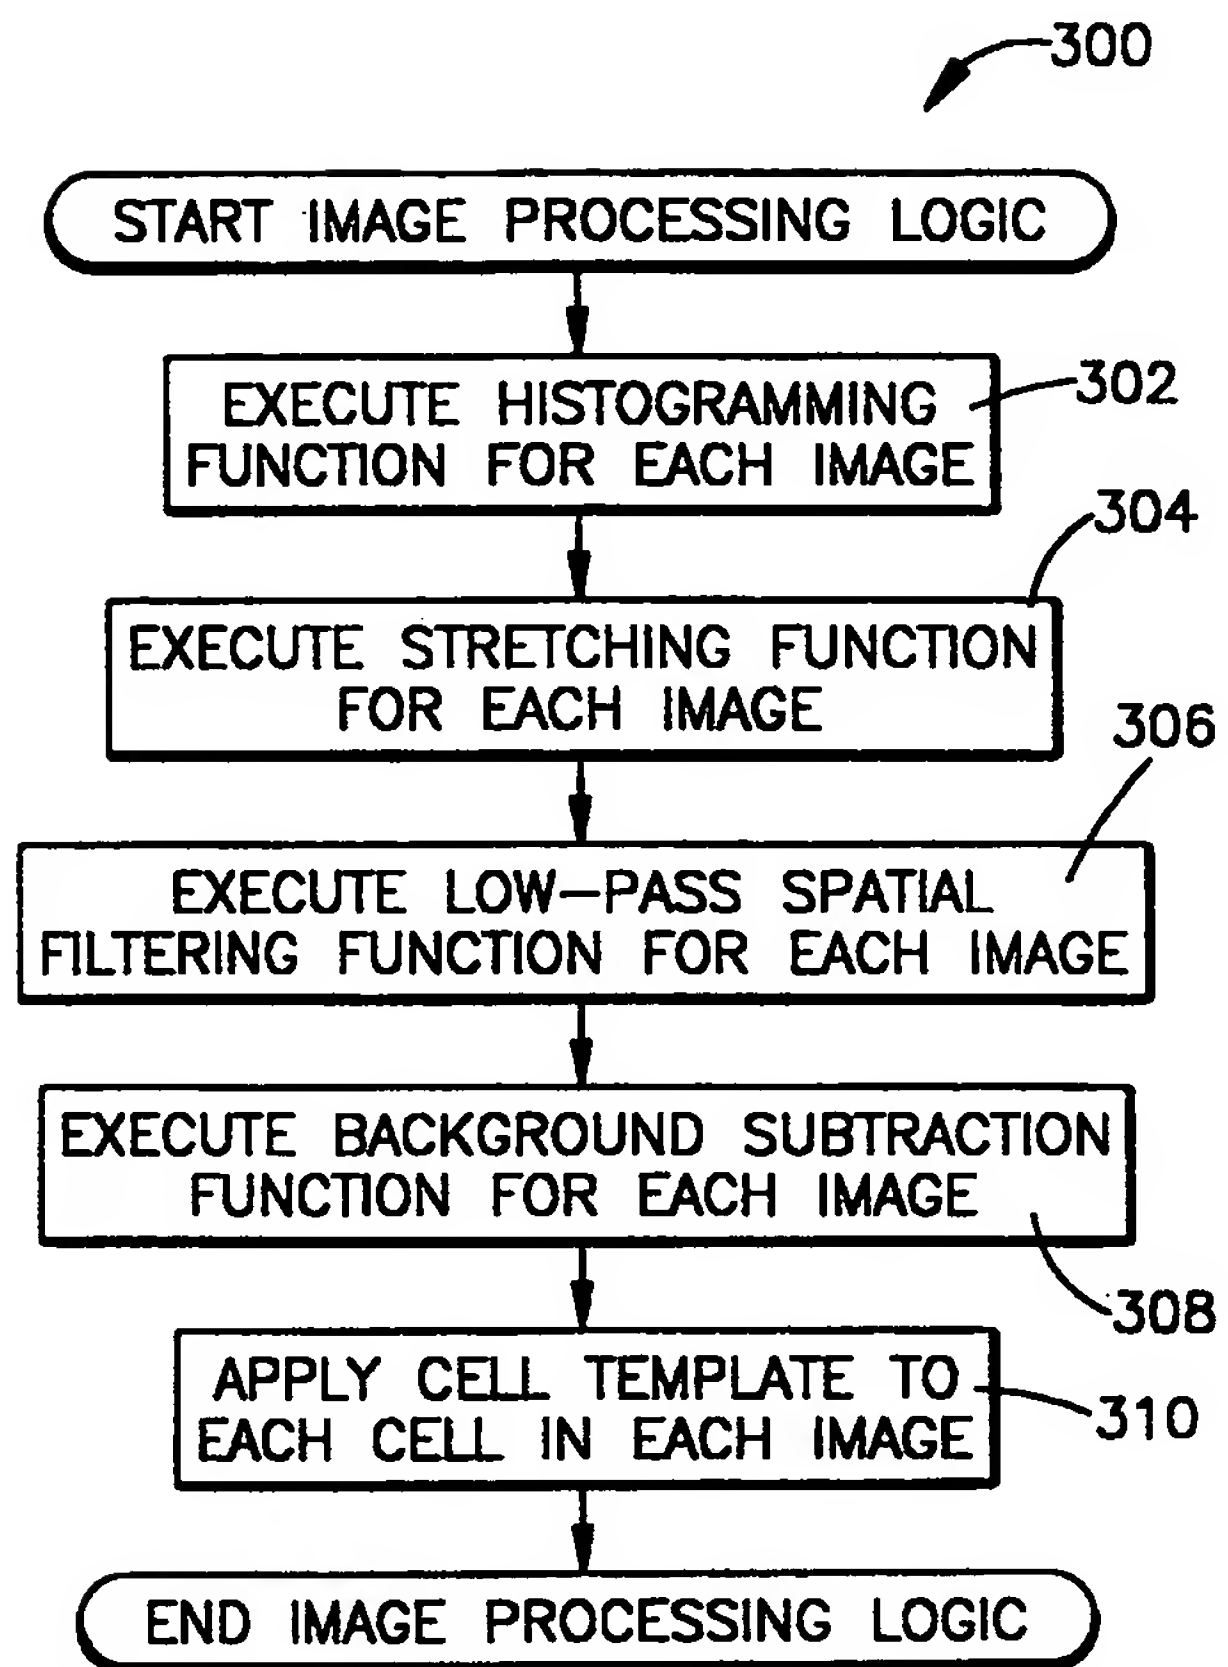 300
START IMAGE PROCESSING LOGIC
EXECUTE HISTOGRAMMING
FUNCTION FOR EACH IMAGE
302
304
EXECUTE STRETCHING FUNCTION
FOR EACH IMAGE
306
EXECUTE LOW-PASS SPATIAL
FILTERING FUNCTION FOR EACH IMAGE
EXECUTE BACKGROUND SUBTRACTION
FUNCTION FOR EACH IMAGE
308
APPLY CELL TEMPLATE TO
EACH CELL IN EACH IMAGE
310
END IMAGE PROCESSING LOGIC